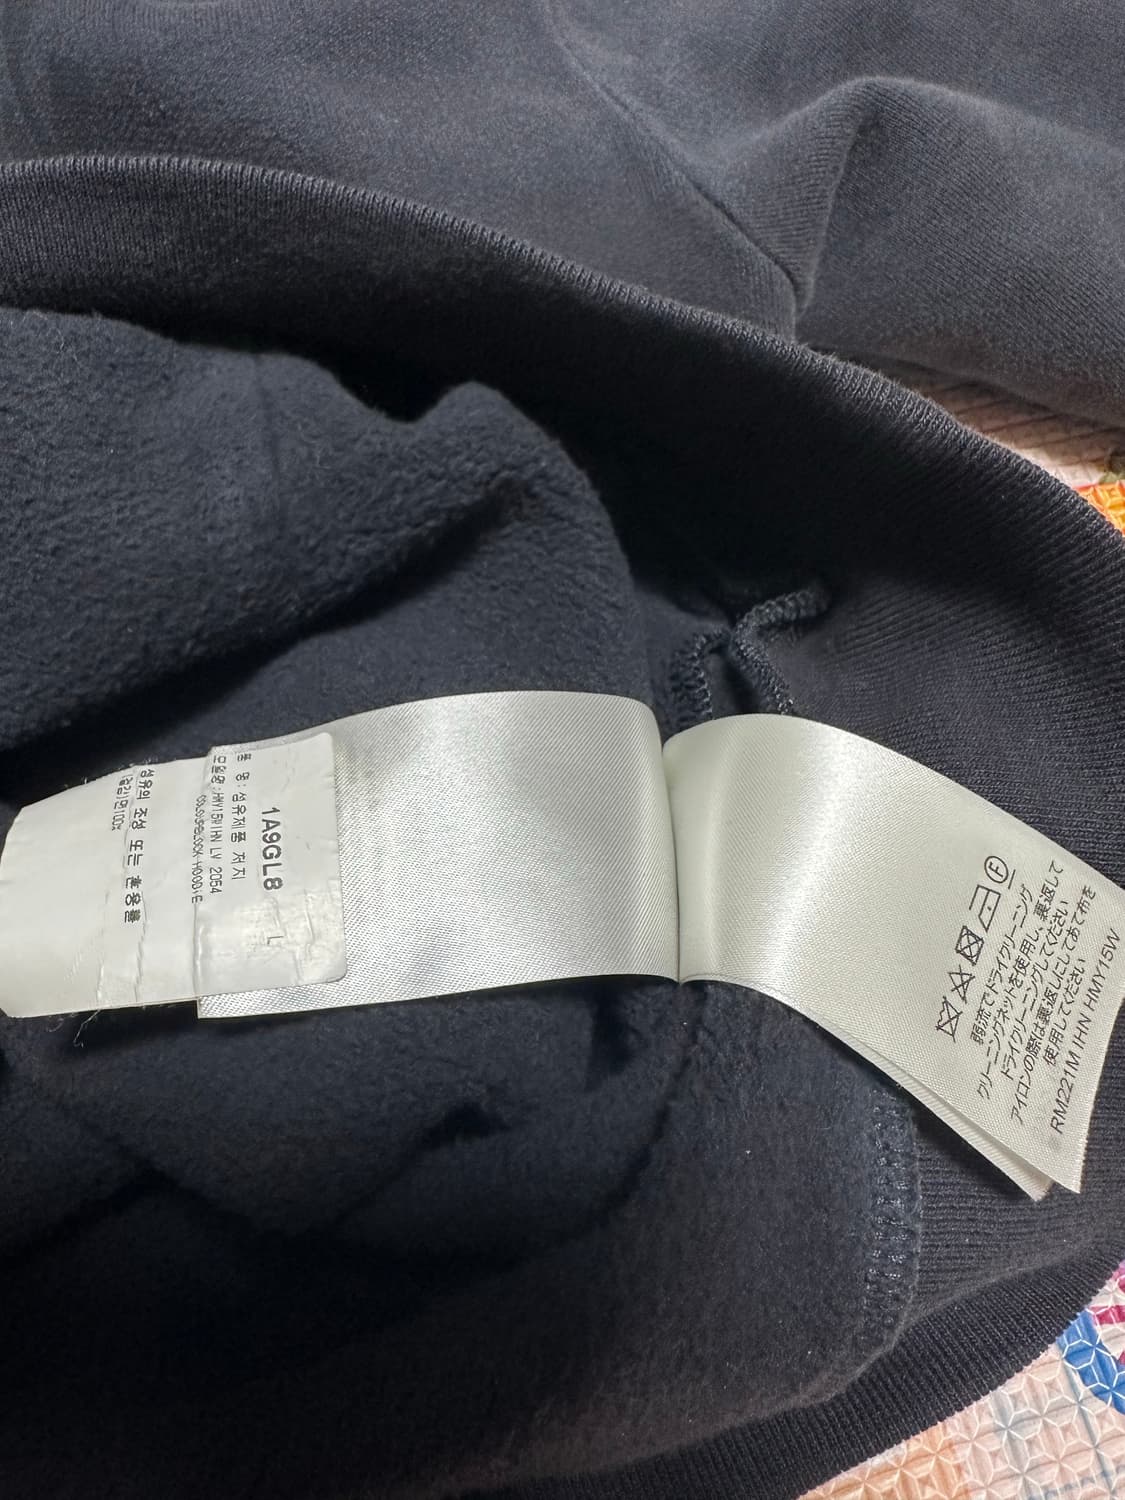 1A9GL8
품 명:섬유제품 저지
모델명:HMY15WIHN LV 2054
L
섬유의 조성 또는 혼용률
弱流でドライクリーニング
クリーニングネットを使用し、裏返して
ドライクリーニングしてください
アイロンの際は裏返しにしてあて布を
使用してください
RM221M IHN HMY15W